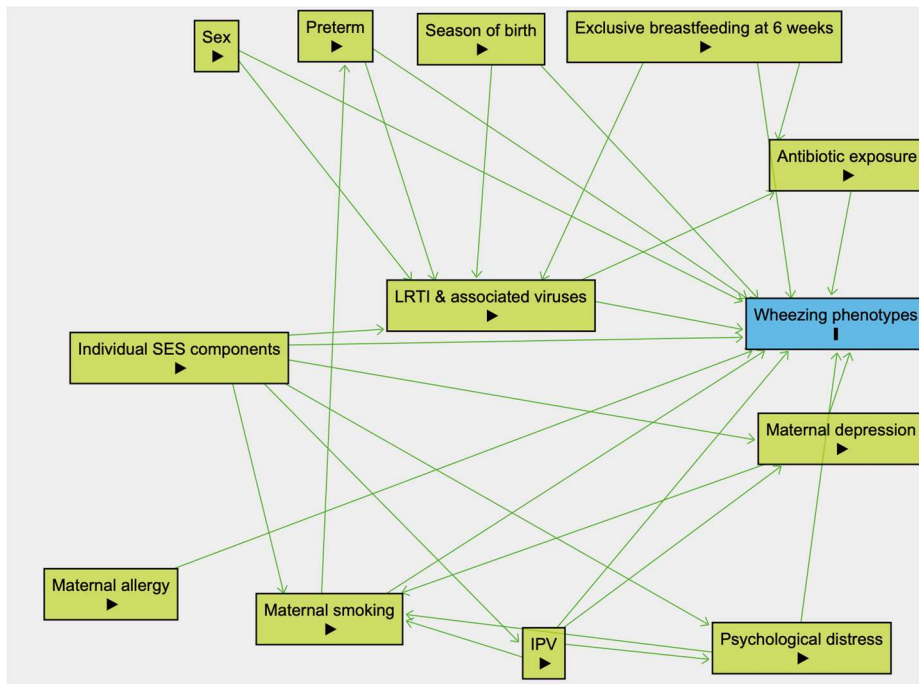 Sex
Preterm
Season of birth
Exclusive breastfeeding at 6 weeks
Antibiotic exposure
LRTI & associated viruses
Wheezing phenotypes
Individual SES components
Maternal depression
Maternal allergy
Maternal smoking
IPV
Psychological distress